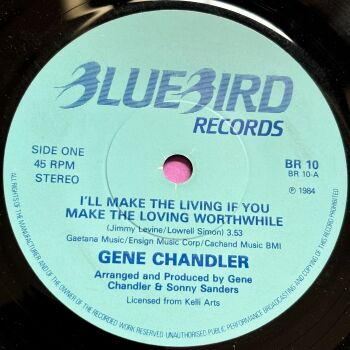 BLUEBIRD
RECORDS
SIDE ONE
45 RPM
STEREO
BR 10
BR 10-A
℗ 1984
I'LL MAKE THE LIVING IF YOU
MAKE THE LOVING WORTHWHILE
(Jimmy Levine/Lowrell Simon) 3.53
Gaetana Music/Ensign Music Corp/Cachand Music BMI
GENE CHANDLER
Arranged and Produced by Gene
Chandler & Sonny Sanders
Licensed from Kelli Arts
ALL RIGHTS OF THE MANUFACTURER AND OF THE OWNER OF THE RECORDED WORK RESERVED. UNAUTHORISED PUBLIC PERFORMANCE BROADCASTING AND COPYING OF THIS RECORD PROHIBITED